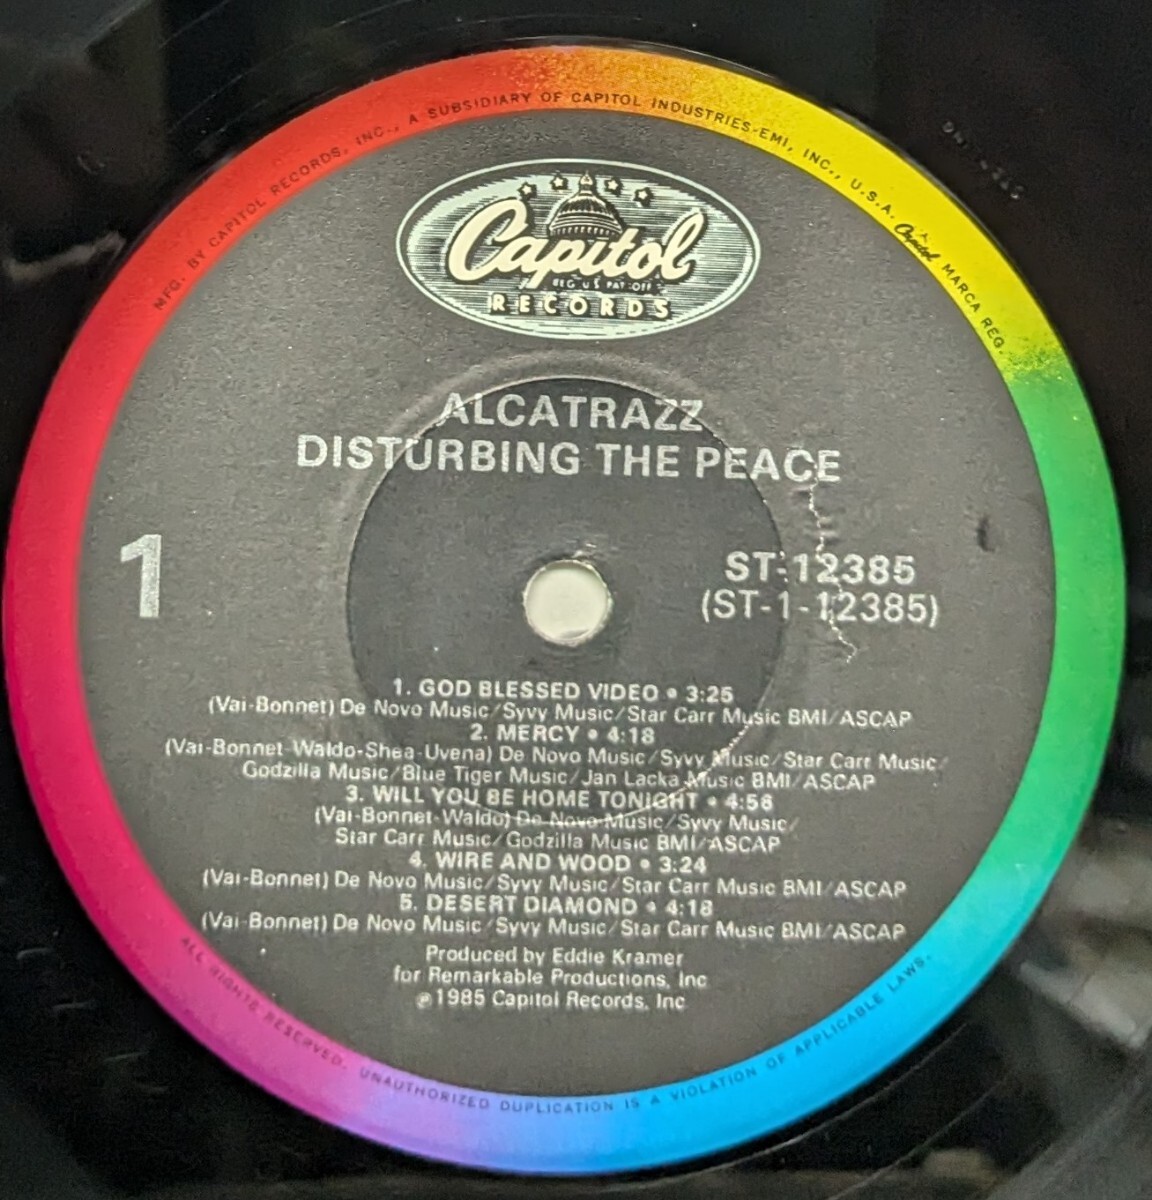 MFG. BY CAPITOL RECORDS, INC., A SUBSIDIARY OF CAPITOL INDUSTRIES-EMI, INC., U.S.A. Capitol MARCA REG.
Capitol
REG. U.S. PAT. OFF.
RECORDS
ALCATRAZZ
DISTURBING THE PEACE
1
ST-12385
(ST-1-12385)
1. GOD BLESSED VIDEO • 3:25
(Vai-Bonnet) De Novo Music/Syvy Music/Star Carr Music BMI/ASCAP
2. MERCY • 4:18
(Vai-Bonnet-Waldo-Shea-Uvena) De Novo Music/Syvy Music/Star Carr Music/
Godzilla Music/Blue Tiger Music/Jan Lacka Music BMI/ASCAP
3. WILL YOU BE HOME TONIGHT • 4:56
(Vai-Bonnet-Waldo) De Novo Music/Syvy Music/
Star Carr Music/Godzilla Music BMI/ASCAP
4. WIRE AND WOOD • 3:24
(Vai-Bonnet) De Novo Music/Syvy Music/Star Carr Music BMI/ASCAP
5. DESERT DIAMOND • 4:18
(Vai-Bonnet) De Novo Music/Syvy Music/Star Carr Music BMI/ASCAP
Produced by Eddie Kramer
for Remarkable Productions, Inc
℗1985 Capitol Records, Inc
ALL RIGHTS RESERVED. UNAUTHORIZED DUPLICATION IS A VIOLATION OF APPLICABLE LAWS.